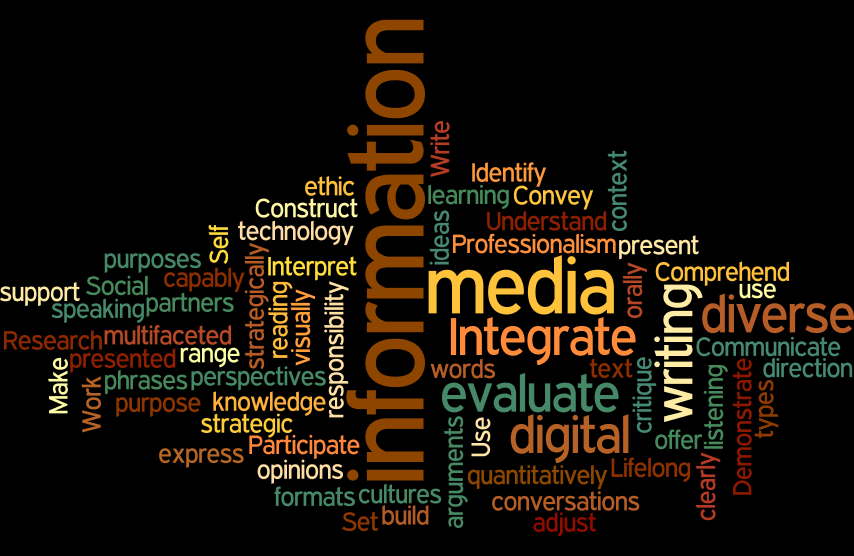 information
Write
Identify
context
ethic
learning
Convey
Construct
Understand
Self
technology
ideas
Professionalism
present
purposes
strategically
Interpret
media
orally
Comprehend
support
Social
capably
use
speaking
partners
reading
visually
responsibility
writing
diverse
Research
multifaceted
Integrate
Communicate
presented
range
words
text
direction
Make
Work
phrases
perspectives
evaluate
critique
listening
Demonstrate
types
purpose
knowledge
strategic
Use
digital
offer
express
Participate
arguments
opinions
quantitatively
Lifelong
clearly
formats
cultures
conversations
Set
build
adjust